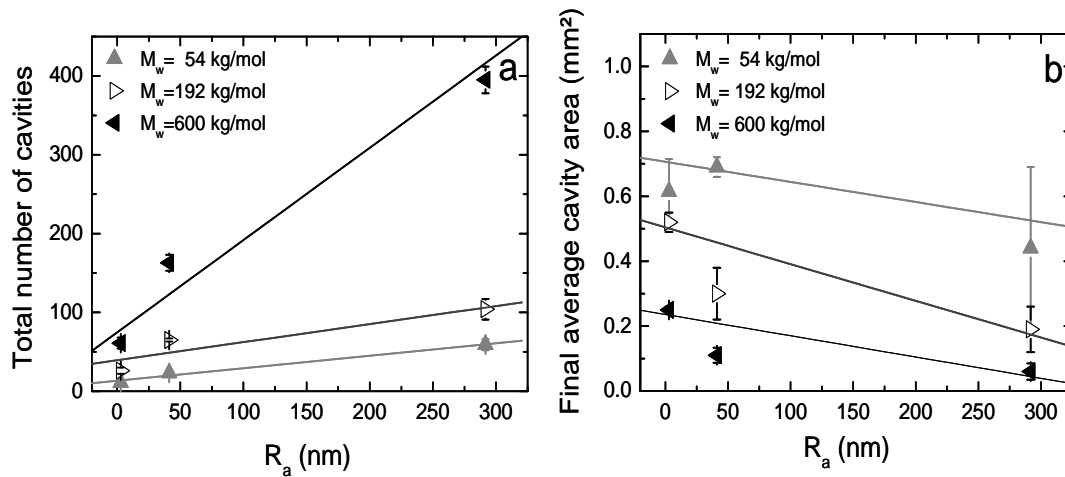 Total number of cavities
400
300
200
100
0
M_w= 54 kg/mol
M_w=192 kg/mol
M_w=600 kg/mol
a
0 50 100 150 200 250 300
R_a (nm)
Final average cavity area (mm²)
1.0
0.8
0.6
0.4
0.2
0.0
M_w= 54 kg/mol
M_w= 192 kg/mol
M_w= 600 kg/mol
b
0 50 100 150 200 250 300
R_a (nm)